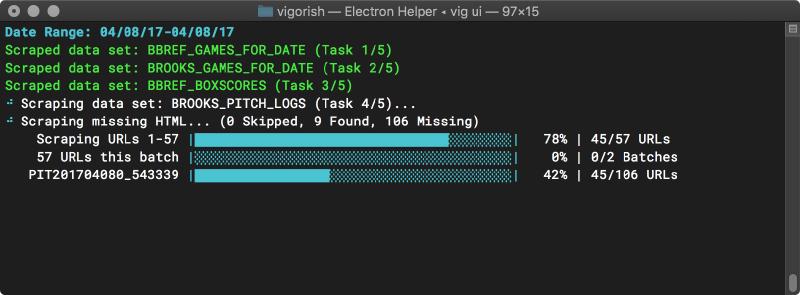 vigorish — Electron Helper ◂ vig ui — 97×15
Date Range: 04/08/17-04/08/17
Scraped data set: BBREF_GAMES_FOR_DATE (Task 1/5)
Scraped data set: BROOKS_GAMES_FOR_DATE (Task 2/5)
Scraped data set: BBREF_BOXSCORES (Task 3/5)
Scraping data set: BROOKS_PITCH_LOGS (Task 4/5)...
Scraping missing HTML... (0 Skipped, 9 Found, 106 Missing)
Scraping URLs 1-57 | | 78% | 45/57 URLs
57 URLs this batch | | 0% | 0/2 Batches
PIT201704080_543339 | | 42% | 45/106 URLs